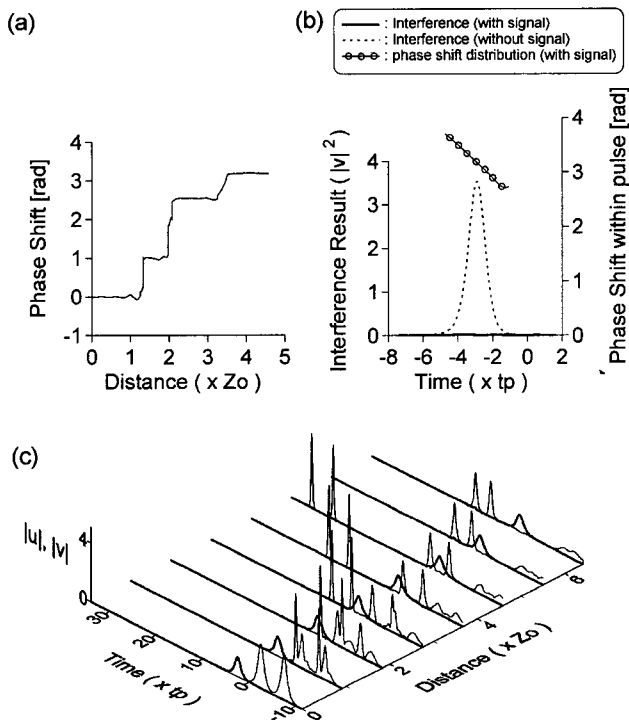 (a)
(b)
: Interference (with signal)
: Interference (without signal)
: phase shift distribution (with signal)
Phase Shift [rad]
4
3
2
1
0
-1
0 1 2 3 4 5
Distance ( x Zo )
Interference Result ( |v| ² )
4
3
2
1
0
-8 -6 -4 -2 0 2
Time ( x tp )
4
3
2
1
0
Phase Shift within pulse [rad]
(c)
|u|, |v|
4
0
30
20
10
0
-10
Time ( x tp )
0
2
4
6
Distance ( x Zo )